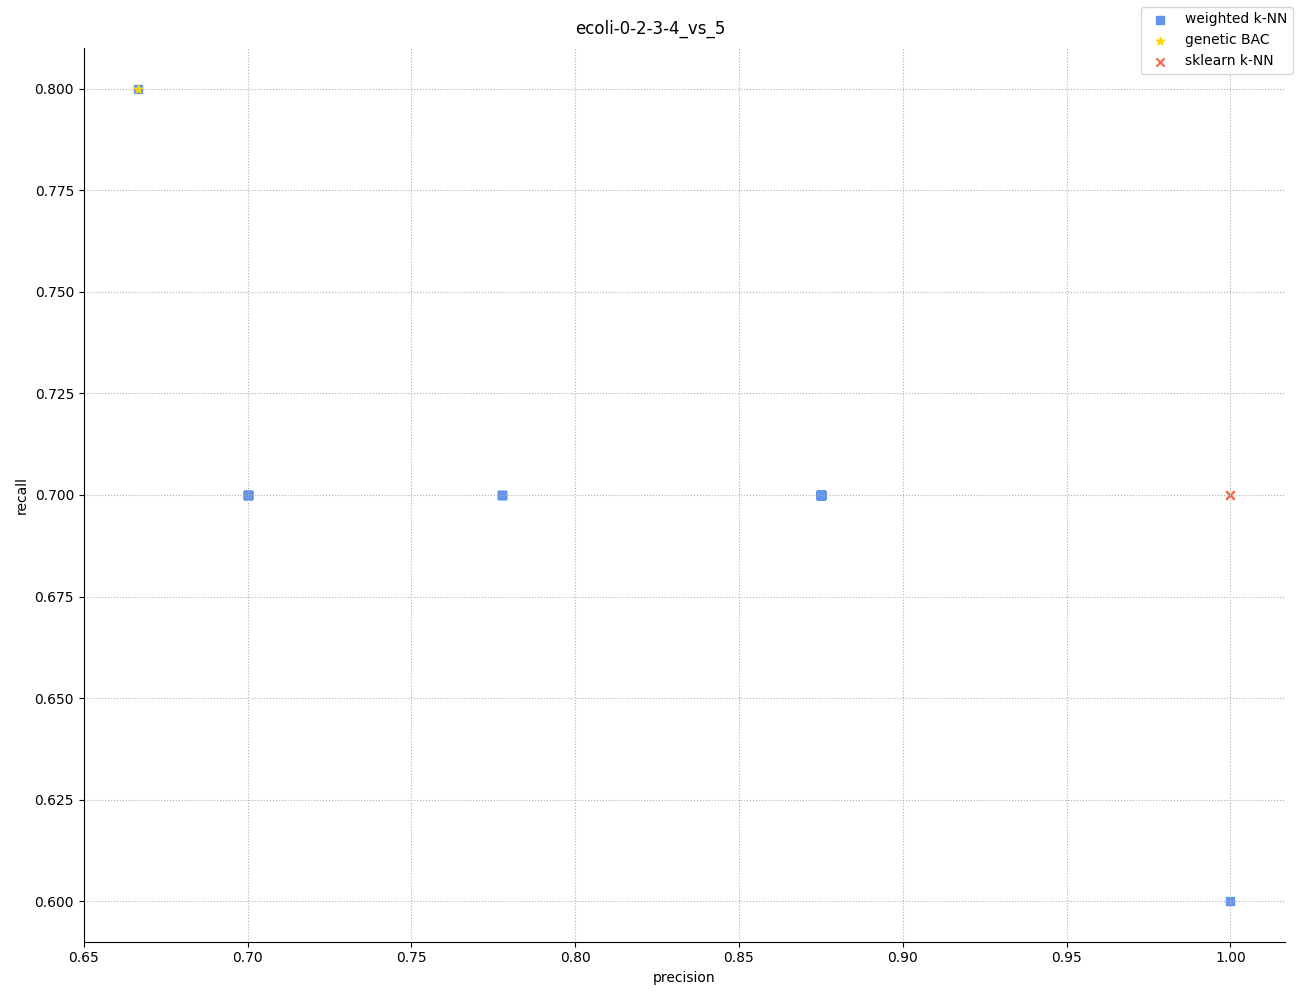 ecoli-0-2-3-4_vs_5
weighted k-NN
genetic BAC
sklearn k-NN
0.800
0.775
0.750
0.725
0.700
0.675
0.650
0.625
0.600
recall
0.65 0.70 0.75 0.80 0.85 0.90 0.95 1.00
precision